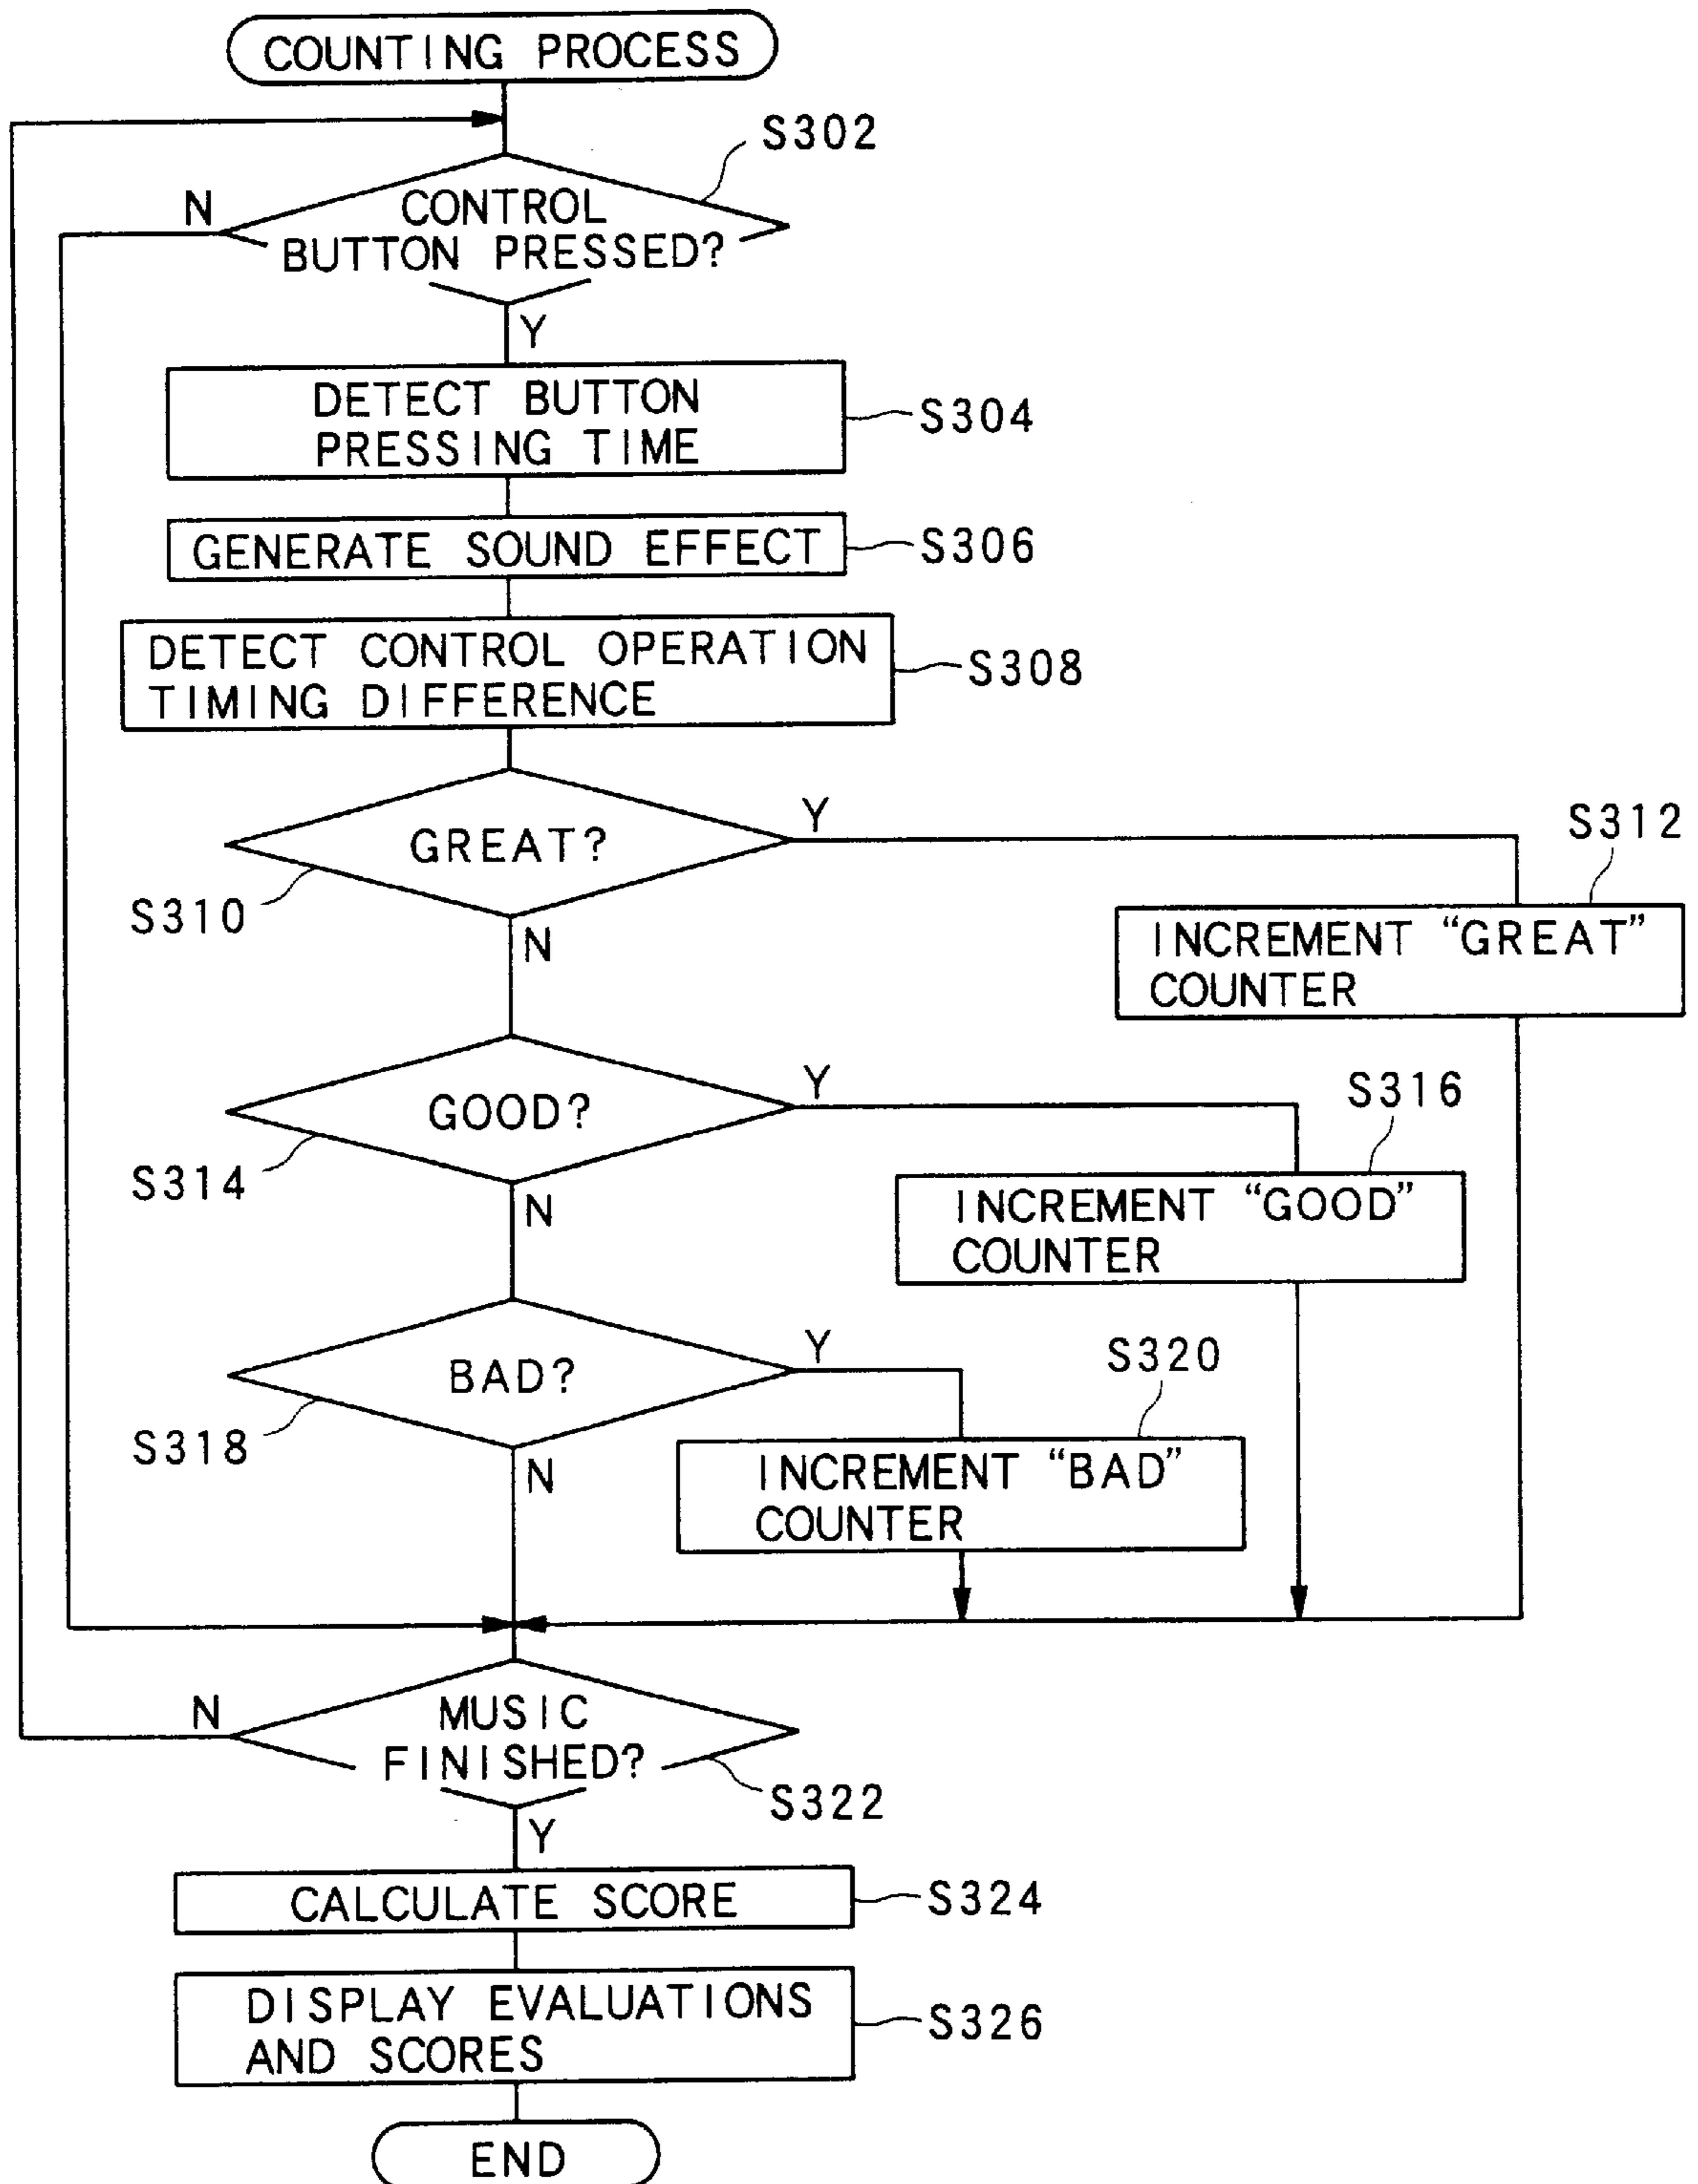 COUNTING PROCESS
S302
N
CONTROL
BUTTON PRESSED?
Y
DETECT BUTTON
PRESSING TIME
S304
GENERATE SOUND EFFECT
S306
DETECT CONTROL OPERATION
TIMING DIFFERENCE
S308
GREAT?
Y
S310
N
S312
INCREMENT “GREAT”
COUNTER
GOOD?
Y
S314
N
S316
INCREMENT “GOOD”
COUNTER
BAD?
Y
S318
N
S320
INCREMENT “BAD”
COUNTER
N
MUSIC
FINISHED?
S322
Y
CALCULATE SCORE
S324
DISPLAY EVALUATIONS
AND SCORES
S326
END